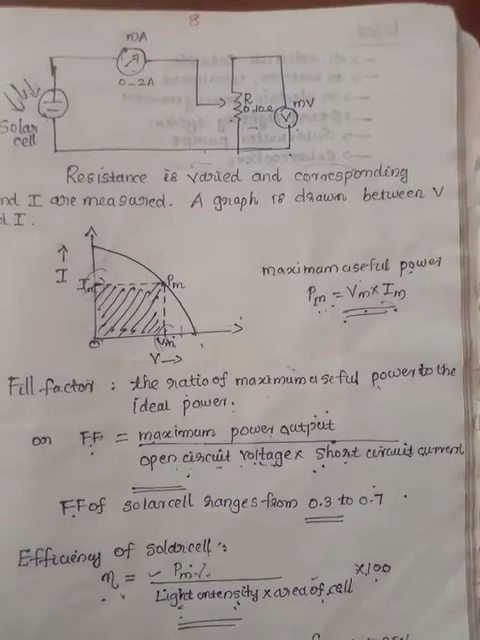 8
mA
0-2A
R
mV
V
Solar
cell
Resistance is varied and corresponding
nd I are measured. A graph is drawn between V
d I.
I
Im
Pm
Vm
V
maximum useful power
Pm = Vm x Im
Fill factor : the ratio of maximum useful power to the
ideal power.
on FF = maximum power output
open circuit voltage x Short circuit current
FF of solar cell ranges from 0.3 to 0.7
Efficiency of solar cell :
η = Pm x100
Light intensity x area of cell